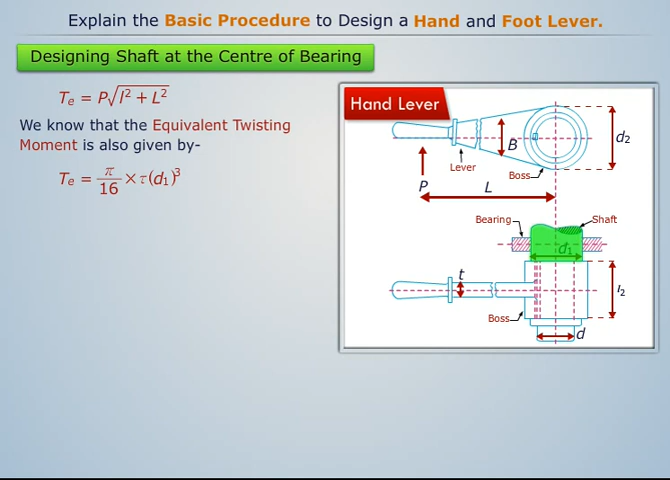 Explain the Basic Procedure to Design a Hand and Foot Lever.
Designing Shaft at the Centre of Bearing
Tₑ = P√(l² + L²)
We know that the Equivalent Twisting
Moment is also given by-
Tₑ = π/16 × τ(d₁)³
Hand Lever
B
d₂
Lever
Boss
P
L
Bearing
Shaft
d₁
t
l₂
Boss
d